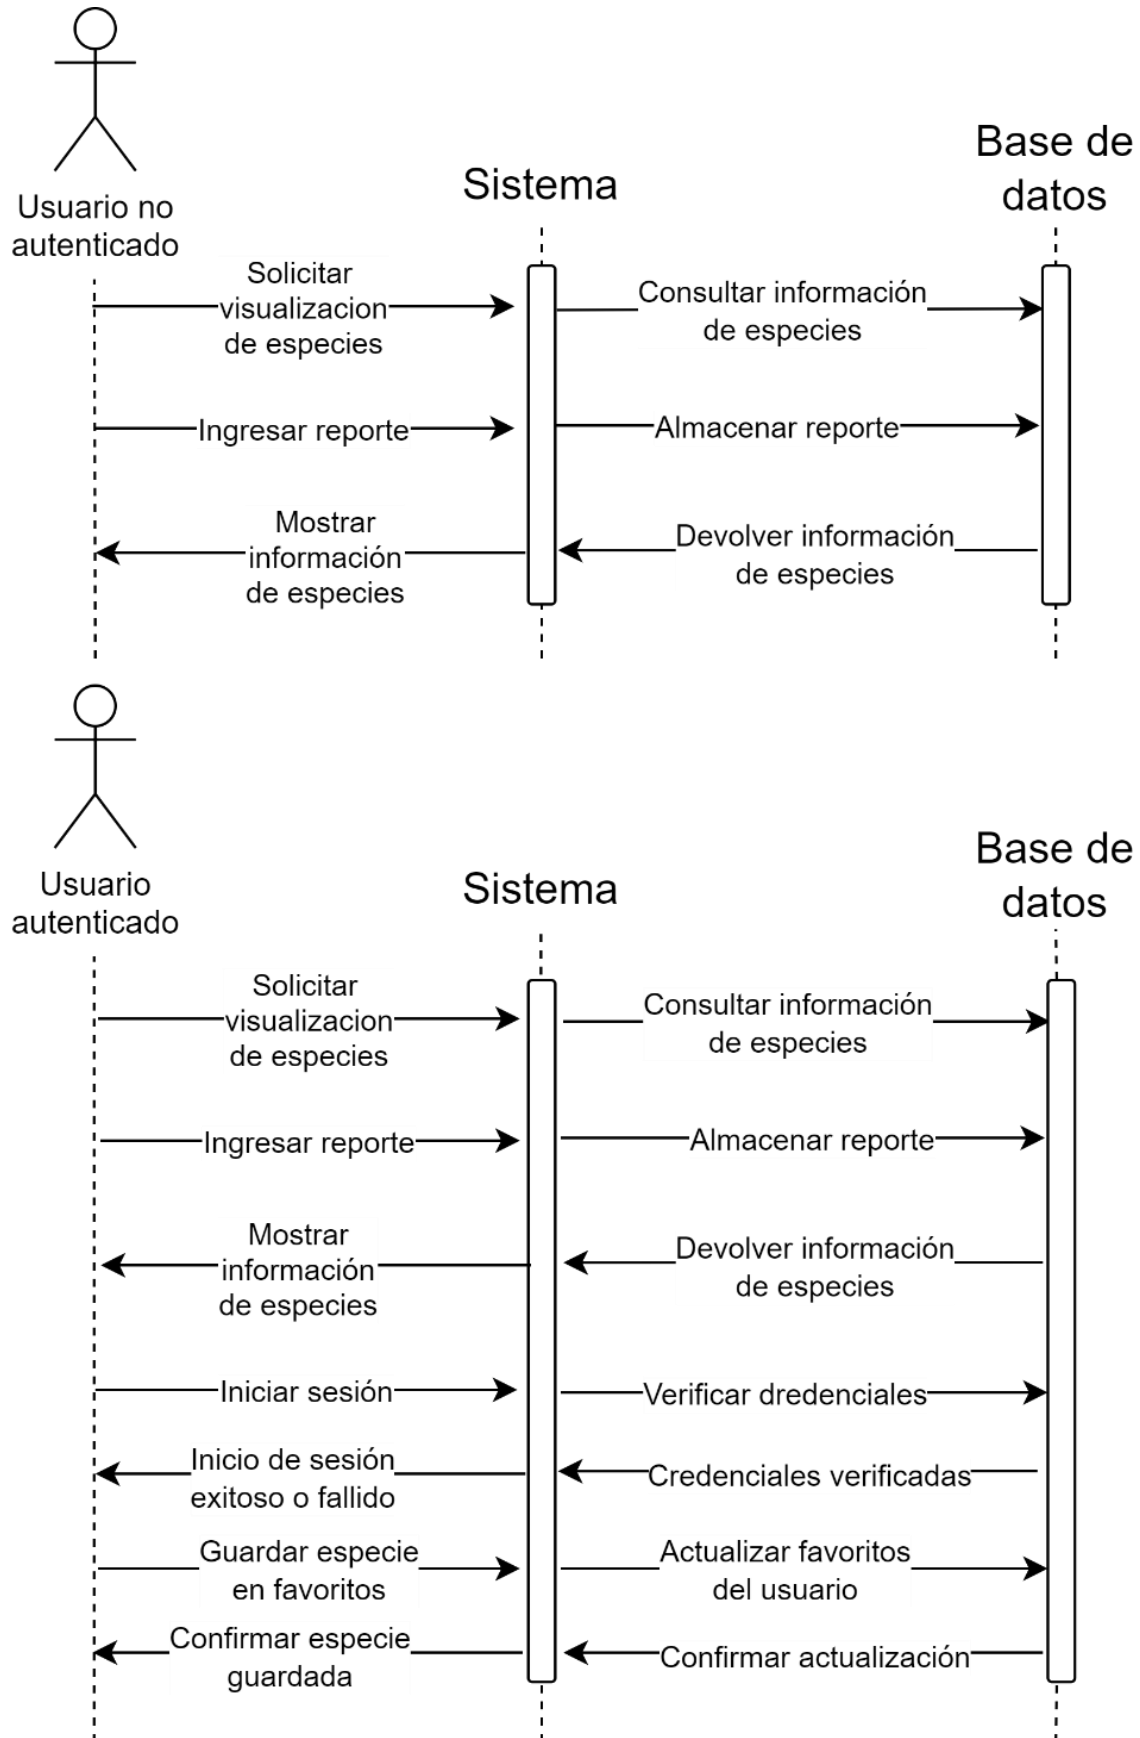 Usuario no
autenticado
Sistema
Base de
datos
Solicitar
visualizacion
de especies
Consultar información
de especies
Ingresar reporte
Almacenar reporte
Mostrar
información
de especies
Devolver información
de especies
Usuario
autenticado
Sistema
Base de
datos
Solicitar
visualizacion
de especies
Consultar información
de especies
Ingresar reporte
Almacenar reporte
Mostrar
información
de especies
Devolver información
de especies
Iniciar sesión
Verificar dredenciales
Inicio de sesión
exitoso o fallido
Credenciales verificadas
Guardar especie
en favoritos
Actualizar favoritos
del usuario
Confirmar especie
guardada
Confirmar actualización